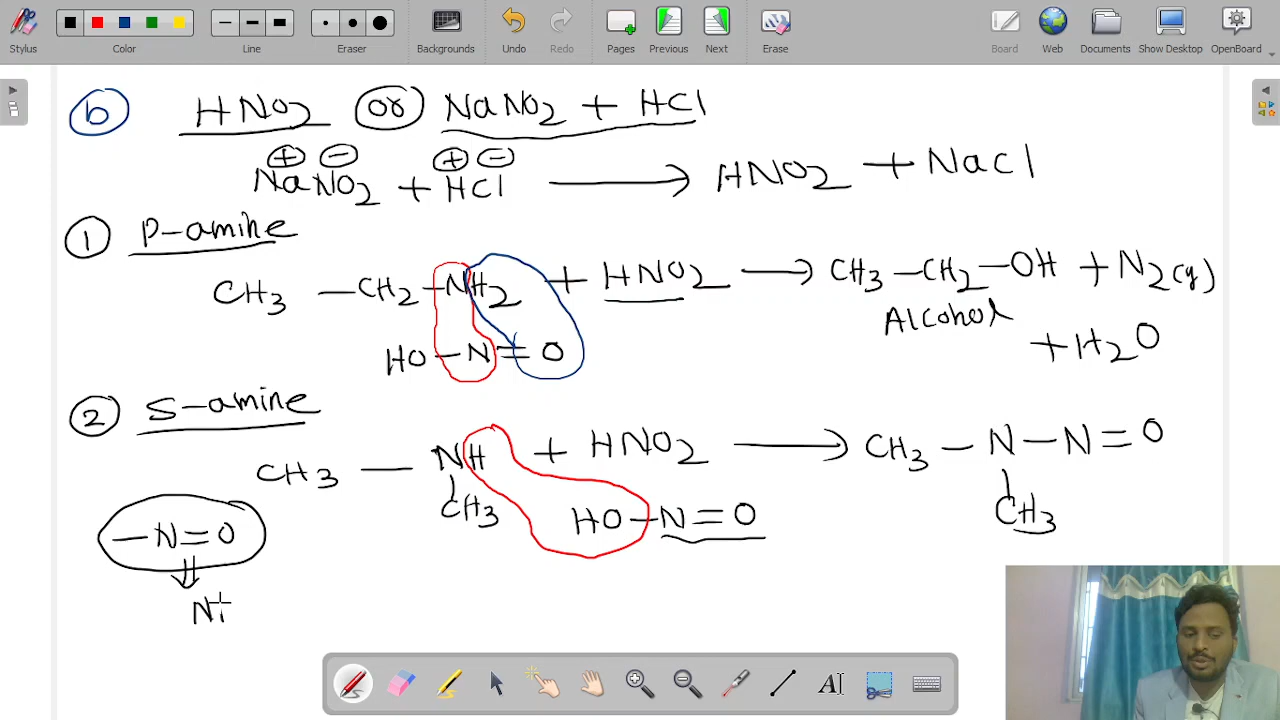 Stylus Color Line Eraser Backgrounds Undo Redo Pages Previous Next Erase Board Web Documents Show Desktop OpenBoard
b HNO2 or NaNO2 + HCl
+ − + −
NaNO2 + HCl ⟶ HNO2 + NaCl
1 P-amine
CH3 — CH2 - NH2 + HNO2 ⟶ CH3 - CH2 - OH + N2(g)
Alcohol
+ H2O
HO - N = O
2 S-amine
CH3 — NH + HNO2 ⟶ CH3 - N - N = O
CH3 CH3
HO - N = O
- N = O
⇓
Ni